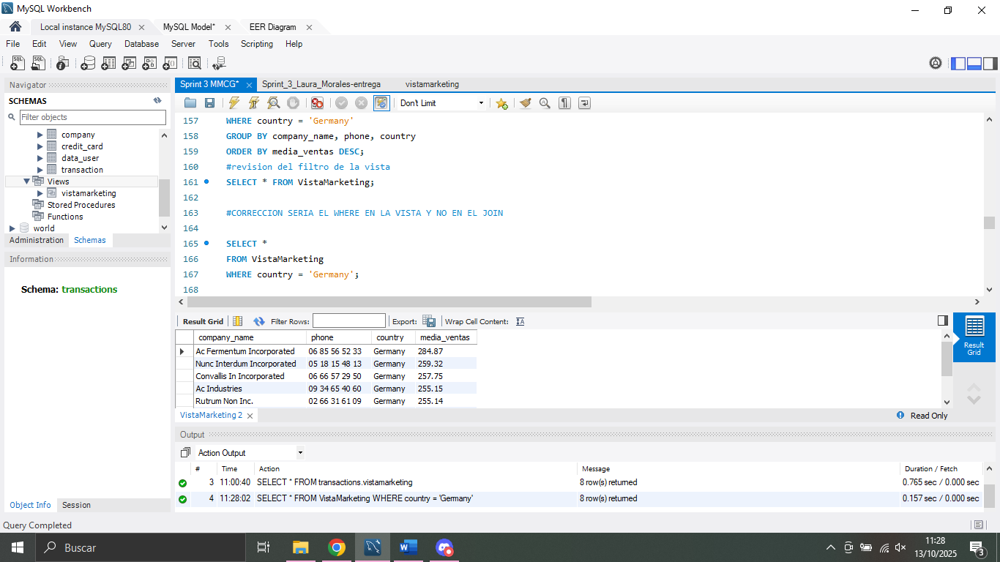 MySQL Workbench
Local instance MySQL80 MySQL Model* EER Diagram
File Edit View Query Database Server Tools Scripting Help
Navigator
SCHEMAS
Filter objects
company
credit_card
data_user
transaction
Views
vistamarketing
Stored Procedures
Functions
world
Administration Schemas
Information
Schema: transactions
Object Info Session
Sprint 3 MMCG* Sprint_3_Laura_Morales-entrega vistamarketing
Don't Limit
157 WHERE country = 'Germany'
158 GROUP BY company_name, phone, country
159 ORDER BY media_ventas DESC;
160 #revision del filtro de la vista
161 SELECT * FROM VistaMarketing;
162
163 #CORRECCION SERIA EL WHERE EN LA VISTA Y NO EN EL JOIN
164
165 SELECT *
166 FROM VistaMarketing
167 WHERE country = 'Germany';
168
Result Grid Filter Rows: Export: Wrap Cell Content:
company_name phone country media_ventas
Ac Fermentum Incorporated 06 85 56 52 33 Germany 284.87
Nunc Interdum Incorporated 05 18 15 48 13 Germany 259.32
Convallis In Incorporated 06 66 57 29 50 Germany 257.75
Ac Industries 09 34 65 40 60 Germany 255.15
Rutrum Non Inc. 02 66 31 61 09 Germany 255.14
Result
Grid
VistaMarketing 2 Read Only
Output
Action Output
# Time Action Message Duration / Fetch
3 11:00:40 SELECT * FROM transactions.vistamarketing 8 row(s) returned 0.765 sec / 0.000 sec
4 11:28:02 SELECT * FROM VistaMarketing WHERE country = 'Germany' 8 row(s) returned 0.157 sec / 0.000 sec
Query Completed
Buscar
11:28
13/10/2025
3